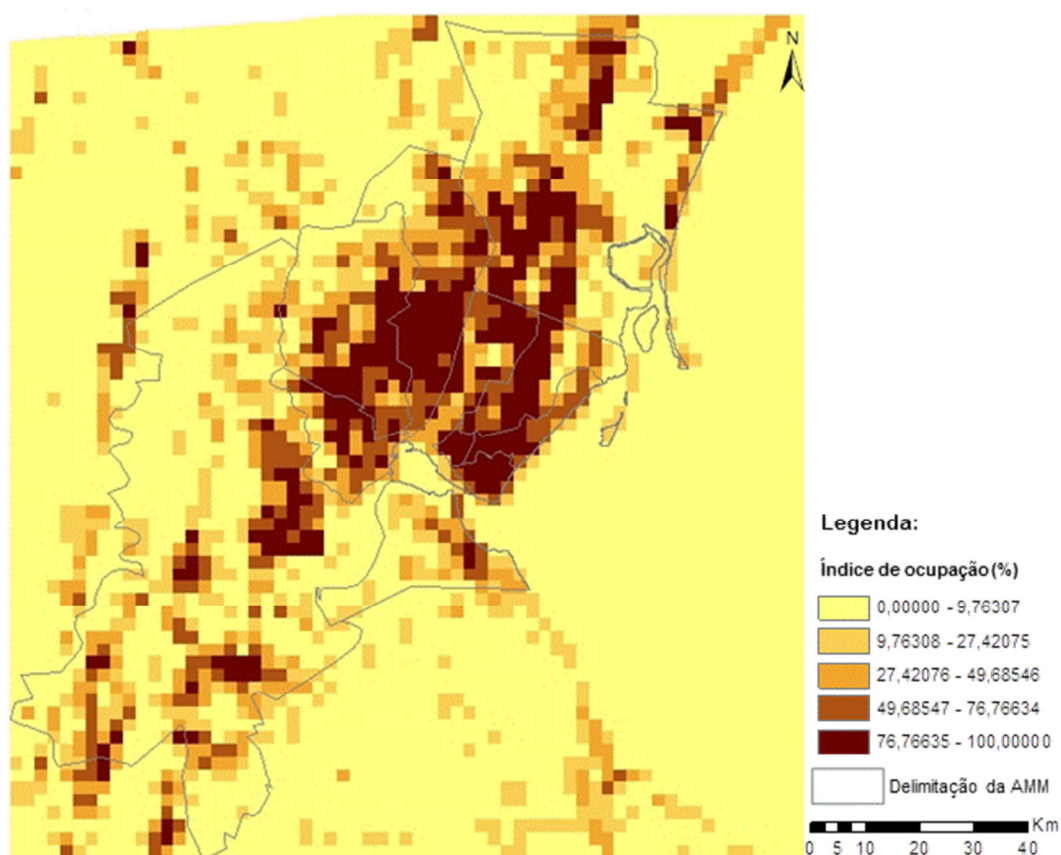 N
Legenda:
Índice de ocupação (%)
0,00000 - 9,76307
9,76308 - 27,42075
27,42076 - 49,68546
49,68547 - 76,76634
76,76635 - 100,00000
Delimitação da AMM
Km
0 5 10 20 30 40